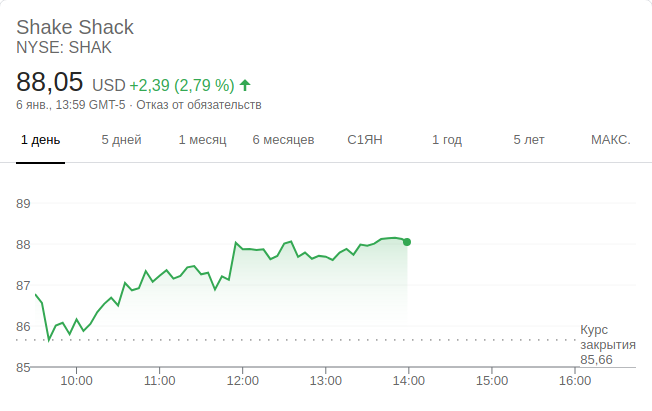 Shake Shack
NYSE: SHAK
88,05 USD +2,39 (2,79 %)
6 янв., 13:59 GMT-5 · Отказ от обязательств
1 день 5 дней 1 месяц 6 месяцев С1ЯН 1 год 5 лет МАКС.
89
88
87
86
85
Курс
закрытия
85,66
10:00 11:00 12:00 13:00 14:00 15:00 16:00